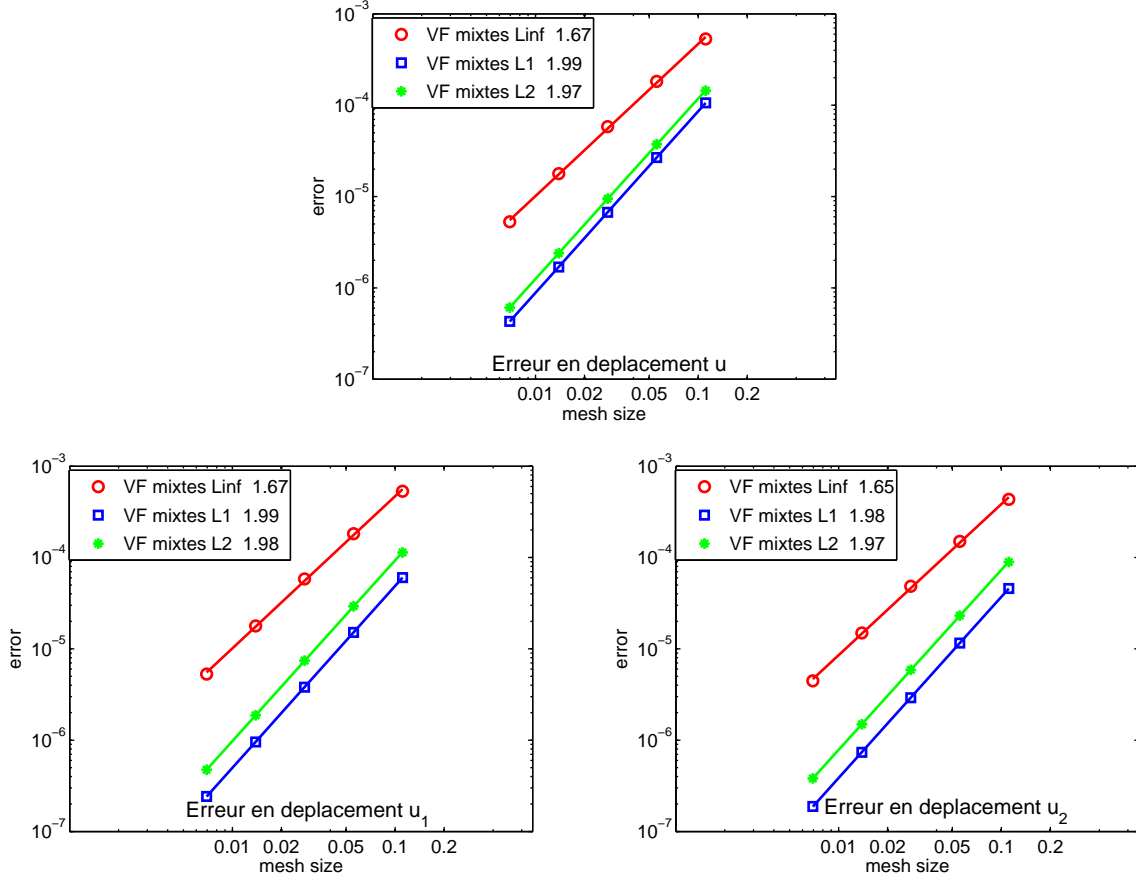 10^-3
VF mixtes Linf 1.67
VF mixtes L1 1.99
VF mixtes L2 1.97
10^-4
10^-5
10^-6
10^-7
error
Erreur en deplacement u
0.01 0.02 0.05 0.1 0.2
mesh size
10^-3
VF mixtes Linf 1.67
VF mixtes L1 1.99
VF mixtes L2 1.98
10^-4
10^-5
10^-6
10^-7
error
Erreur en deplacement u_1
0.01 0.02 0.05 0.1 0.2
mesh size
10^-3
VF mixtes Linf 1.65
VF mixtes L1 1.98
VF mixtes L2 1.97
10^-4
10^-5
10^-6
10^-7
error
Erreur en deplacement u_2
0.01 0.02 0.05 0.1 0.2
mesh size